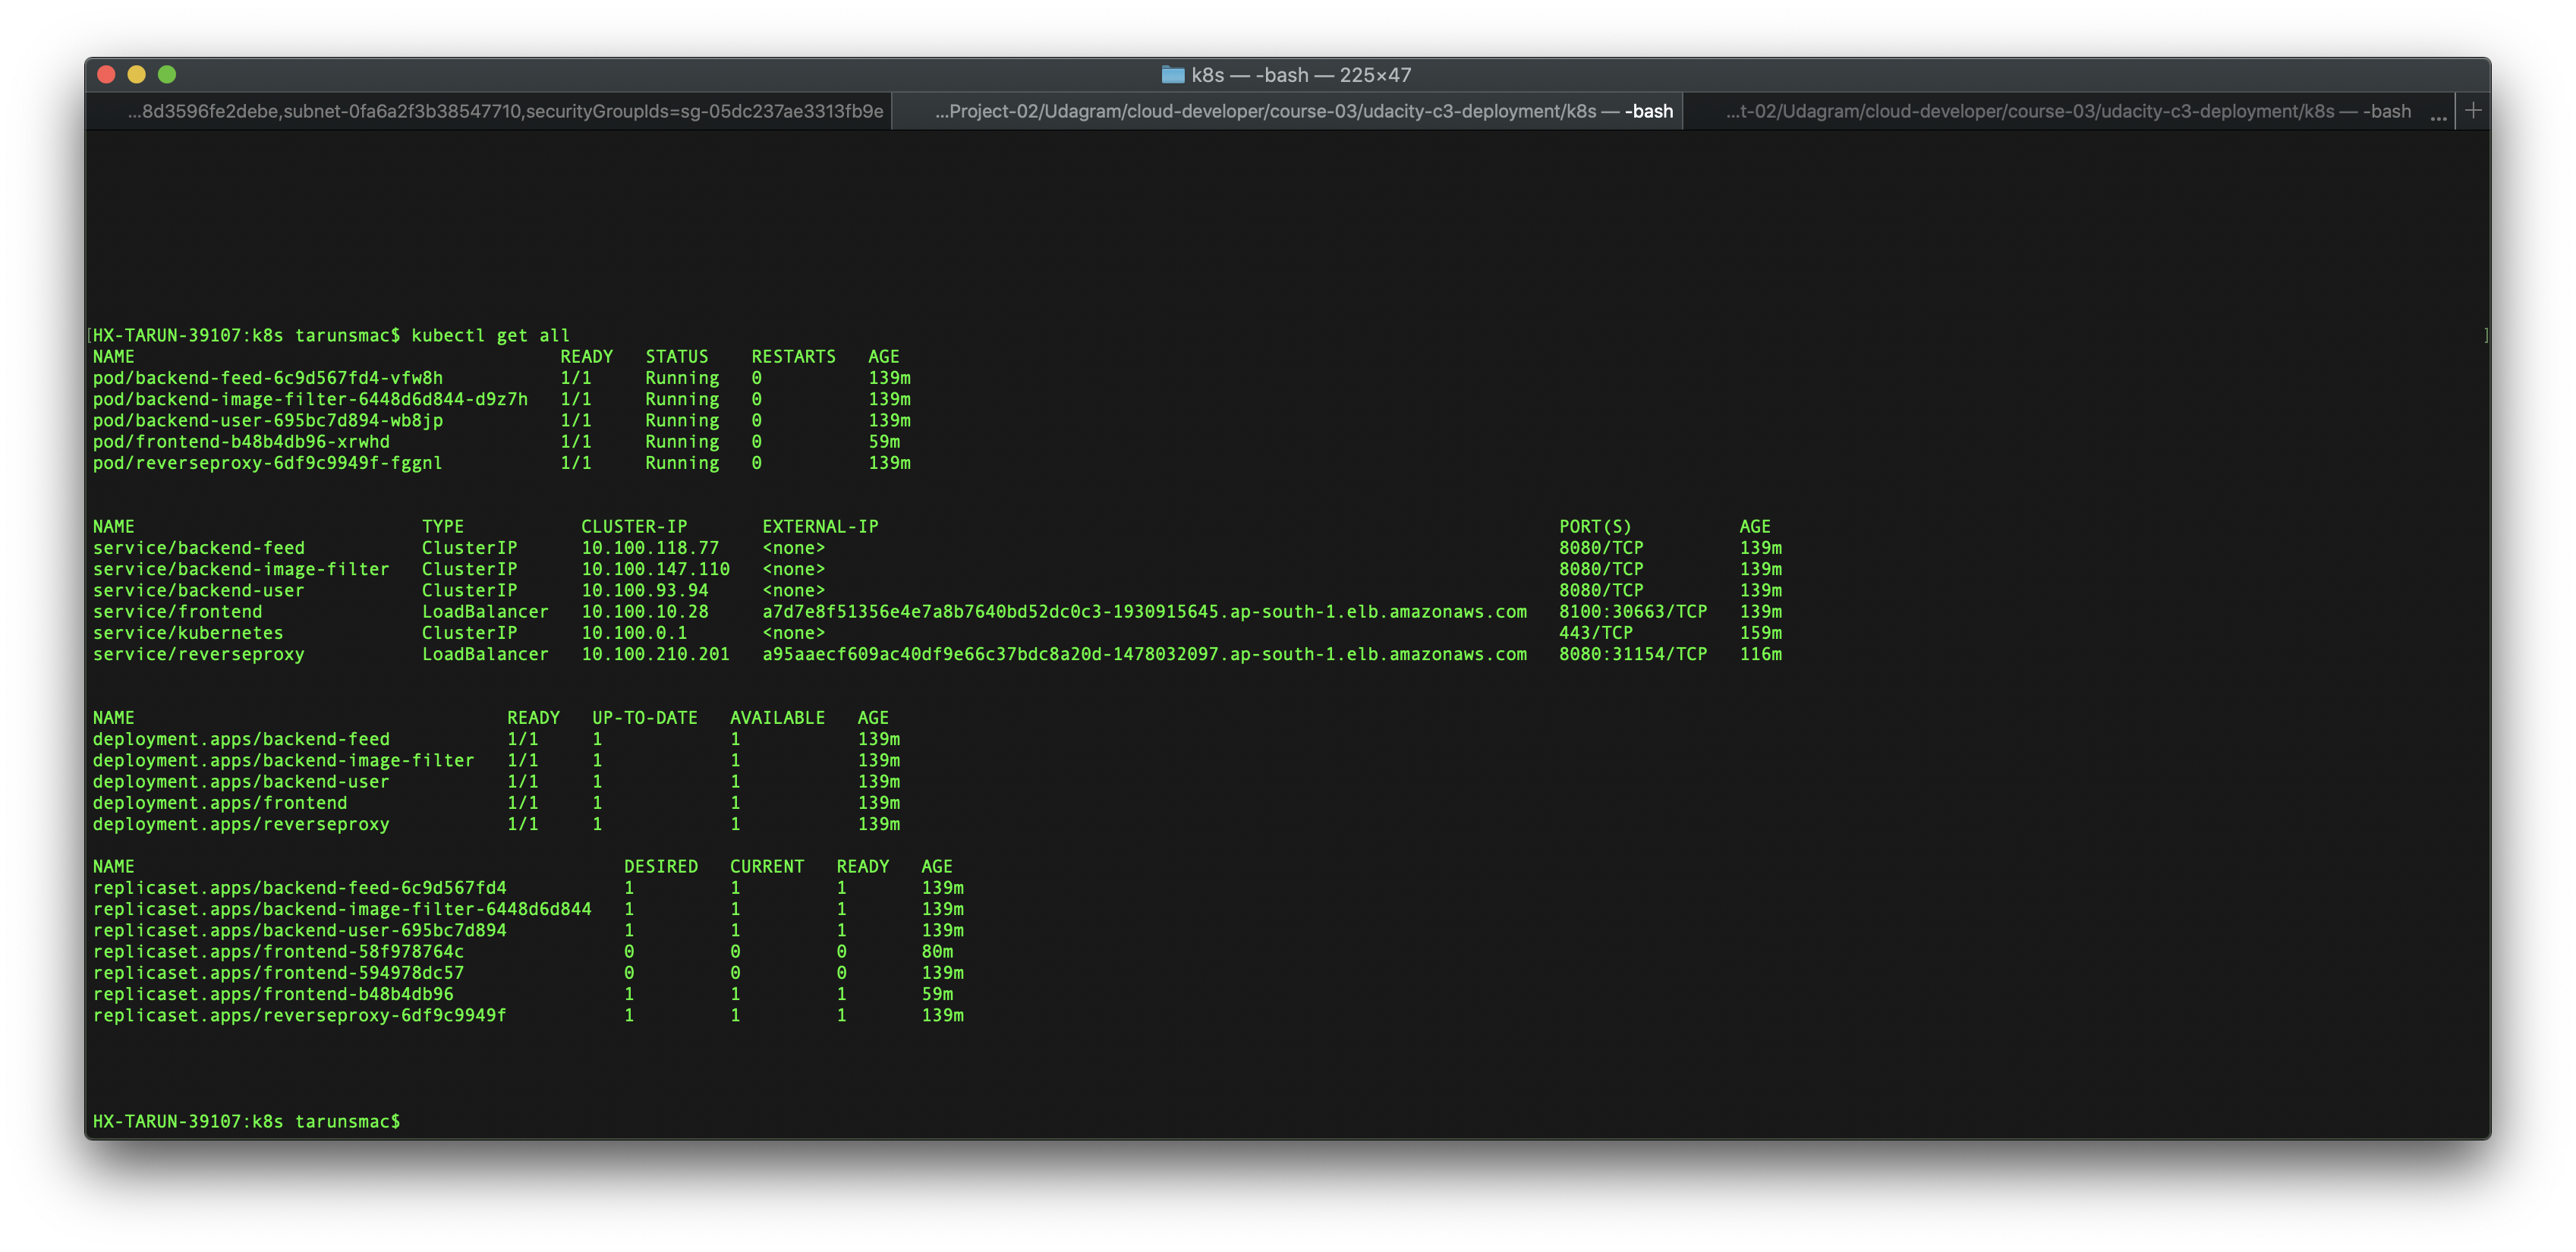 k8s — -bash — 225×47
...8d3596fe2debe,subnet-0fa6a2f3b38547710,securityGroupIds=sg-05dc237ae3313fb9e ...Project-02/Udagram/cloud-developer/course-03/udacity-c3-deployment/k8s — -bash ...t-02/Udagram/cloud-developer/course-03/udacity-c3-deployment/k8s — -bash ... +
[HX-TARUN-39107:k8s tarunsmac$ kubectl get all ]
NAME READY STATUS RESTARTS AGE
pod/backend-feed-6c9d567fd4-vfw8h 1/1 Running 0 139m
pod/backend-image-filter-6448d6d844-d9z7h 1/1 Running 0 139m
pod/backend-user-695bc7d894-wb8jp 1/1 Running 0 139m
pod/frontend-b48b4db96-xrwhd 1/1 Running 0 59m
pod/reverseproxy-6df9c9949f-fggnl 1/1 Running 0 139m
NAME TYPE CLUSTER-IP EXTERNAL-IP PORT(S) AGE
service/backend-feed ClusterIP 10.100.118.77 <none> 8080/TCP 139m
service/backend-image-filter ClusterIP 10.100.147.110 <none> 8080/TCP 139m
service/backend-user ClusterIP 10.100.93.94 <none> 8080/TCP 139m
service/frontend LoadBalancer 10.100.10.28 a7d7e8f51356e4e7a8b7640bd52dc0c3-1930915645.ap-south-1.elb.amazonaws.com 8100:30663/TCP 139m
service/kubernetes ClusterIP 10.100.0.1 <none> 443/TCP 159m
service/reverseproxy LoadBalancer 10.100.210.201 a95aaecf609ac40df9e66c37bdc8a20d-1478032097.ap-south-1.elb.amazonaws.com 8080:31154/TCP 116m
NAME READY UP-TO-DATE AVAILABLE AGE
deployment.apps/backend-feed 1/1 1 1 139m
deployment.apps/backend-image-filter 1/1 1 1 139m
deployment.apps/backend-user 1/1 1 1 139m
deployment.apps/frontend 1/1 1 1 139m
deployment.apps/reverseproxy 1/1 1 1 139m
NAME DESIRED CURRENT READY AGE
replicaset.apps/backend-feed-6c9d567fd4 1 1 1 139m
replicaset.apps/backend-image-filter-6448d6d844 1 1 1 139m
replicaset.apps/backend-user-695bc7d894 1 1 1 139m
replicaset.apps/frontend-58f978764c 0 0 0 80m
replicaset.apps/frontend-594978dc57 0 0 0 139m
replicaset.apps/frontend-b48b4db96 1 1 1 59m
replicaset.apps/reverseproxy-6df9c9949f 1 1 1 139m
HX-TARUN-39107:k8s tarunsmac$